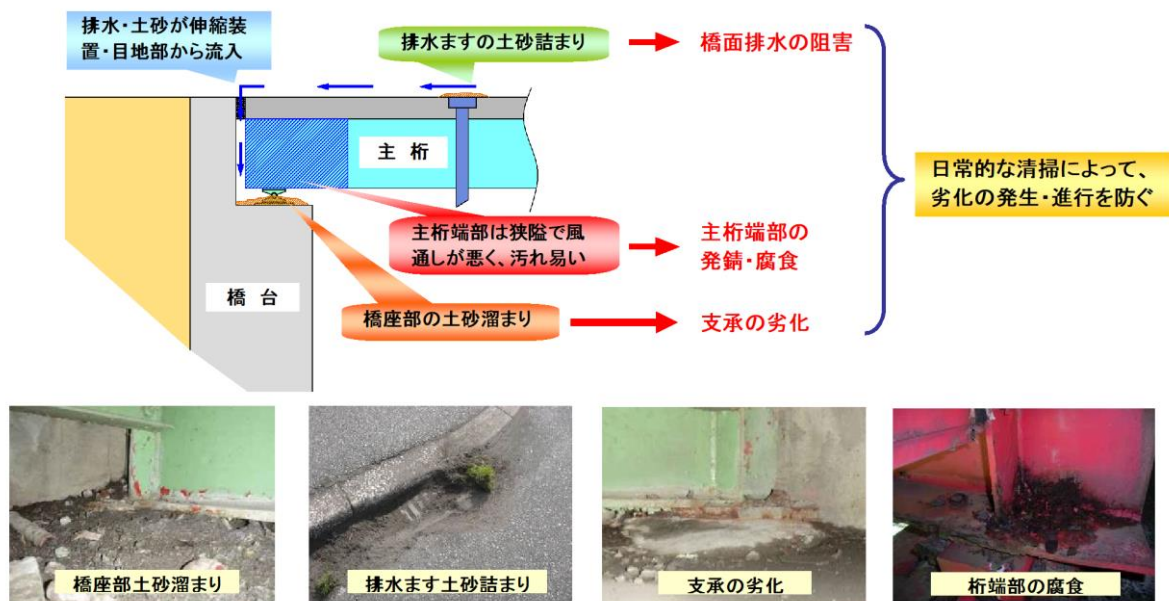 排水・土砂が伸縮装
置・目地部から流入
排水ますの土砂詰まり
橋面排水の阻害
主 桁
日常的な清掃によって、
劣化の発生・進行を防ぐ
主桁端部は狭隘で風
通しが悪く、汚れ易い
主桁端部の
発錆・腐食
橋 台
橋座部の土砂溜まり
支承の劣化
橋座部土砂溜まり
排水ます土砂詰まり
支承の劣化
桁端部の腐食